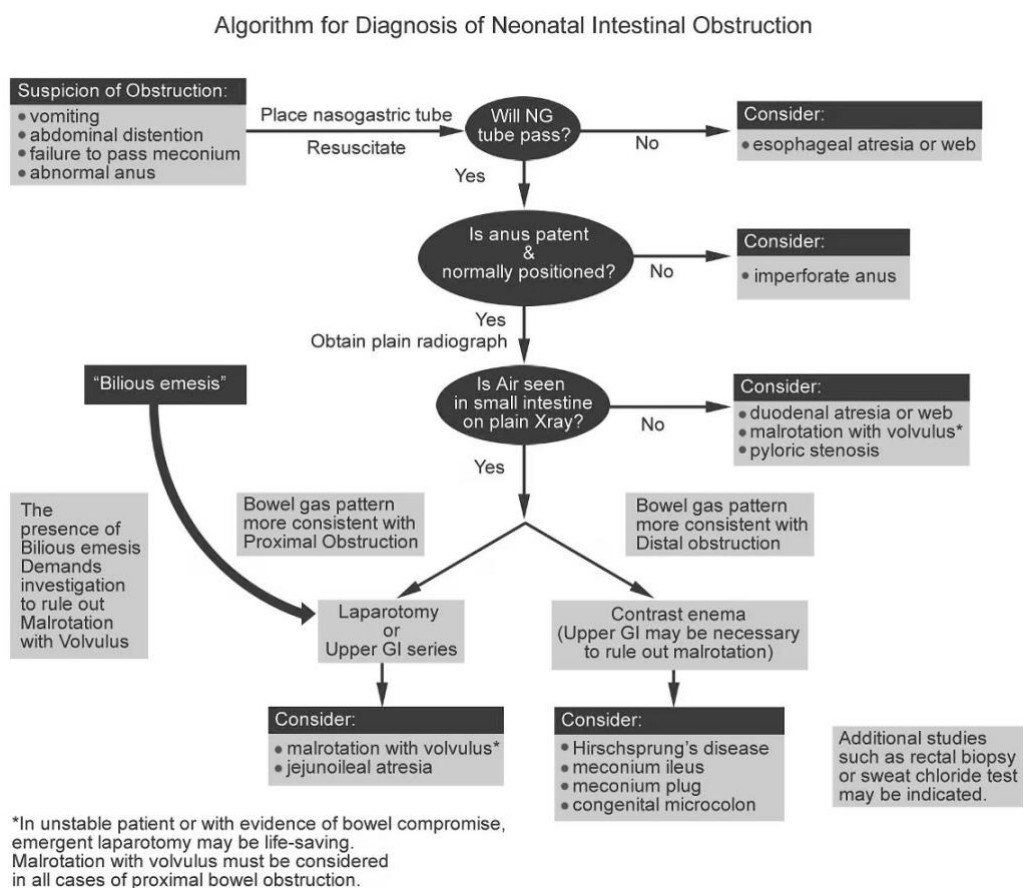 Algorithm for Diagnosis of Neonatal Intestinal Obstruction
Suspicion of Obstruction:
• vomiting
• abdominal distention
• failure to pass meconium
• abnormal anus
Place nasogastric tube
Resuscitate
Will NG
tube pass?
No
Consider:
• esophageal atresia or web
Yes
Is anus patent
&
normally positioned?
No
Consider:
• imperforate anus
Yes
Obtain plain radiograph
"Bilious emesis"
Is Air seen
in small intestine
on plain Xray?
No
Consider:
• duodenal atresia or web
• malrotation with volvulus*
• pyloric stenosis
Yes
The
presence of
Bilious emesis
Demands
investigation
to rule out
Malrotation
with Volvulus
Bowel gas pattern
more consistent with
Proximal Obstruction
Bowel gas pattern
more consistent with
Distal obstruction
Laparotomy
or
Upper GI series
Contrast enema
(Upper GI may be necessary
to rule out malrotation)
Consider:
• malrotation with volvulus*
• jejunoileal atresia
Consider:
• Hirschsprung's disease
• meconium ileus
• meconium plug
• congenital microcolon
Additional studies
such as rectal biopsy
or sweat chloride test
may be indicated.
*In unstable patient or with evidence of bowel compromise,
emergent laparotomy may be life-saving.
Malrotation with volvulus must be considered
in all cases of proximal bowel obstruction.